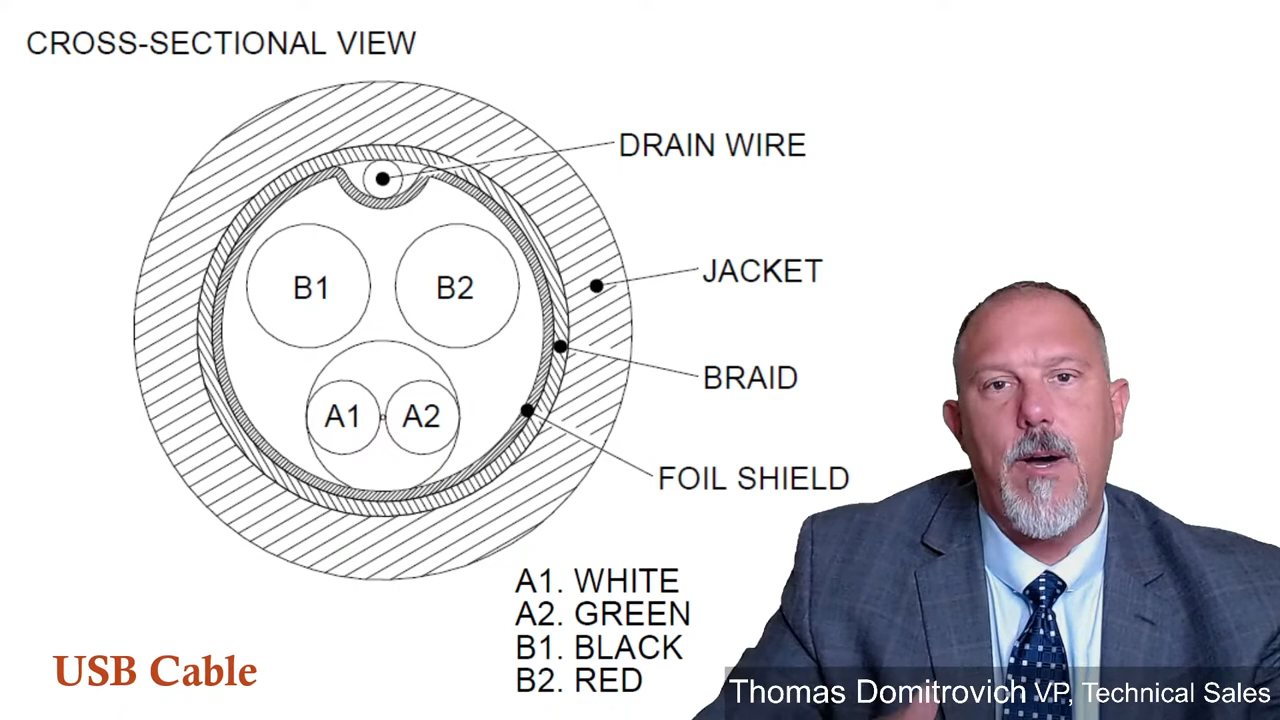 CROSS-SECTIONAL VIEW
DRAIN WIRE
B1
B2
JACKET
BRAID
A1
A2
FOIL SHIELD
A1. WHITE
A2. GREEN
B1. BLACK
B2. RED
USB Cable
Thomas Domitrovich VP, Technical Sales